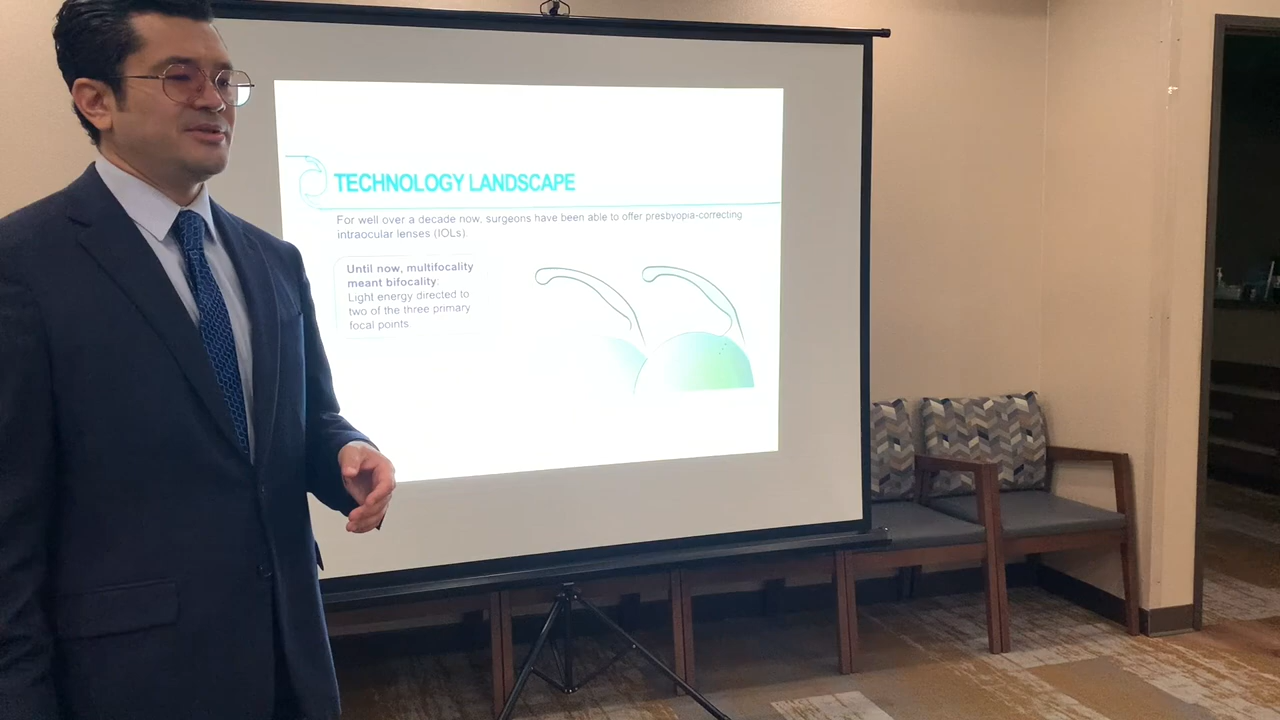 TECHNOLOGY LANDSCAPE
For well over a decade now, surgeons have been able to offer presbyopia-correcting
intraocular lenses (IOLs).
Until now, multifocality
meant bifocality:
Light energy directed to
two of the three primary
focal points